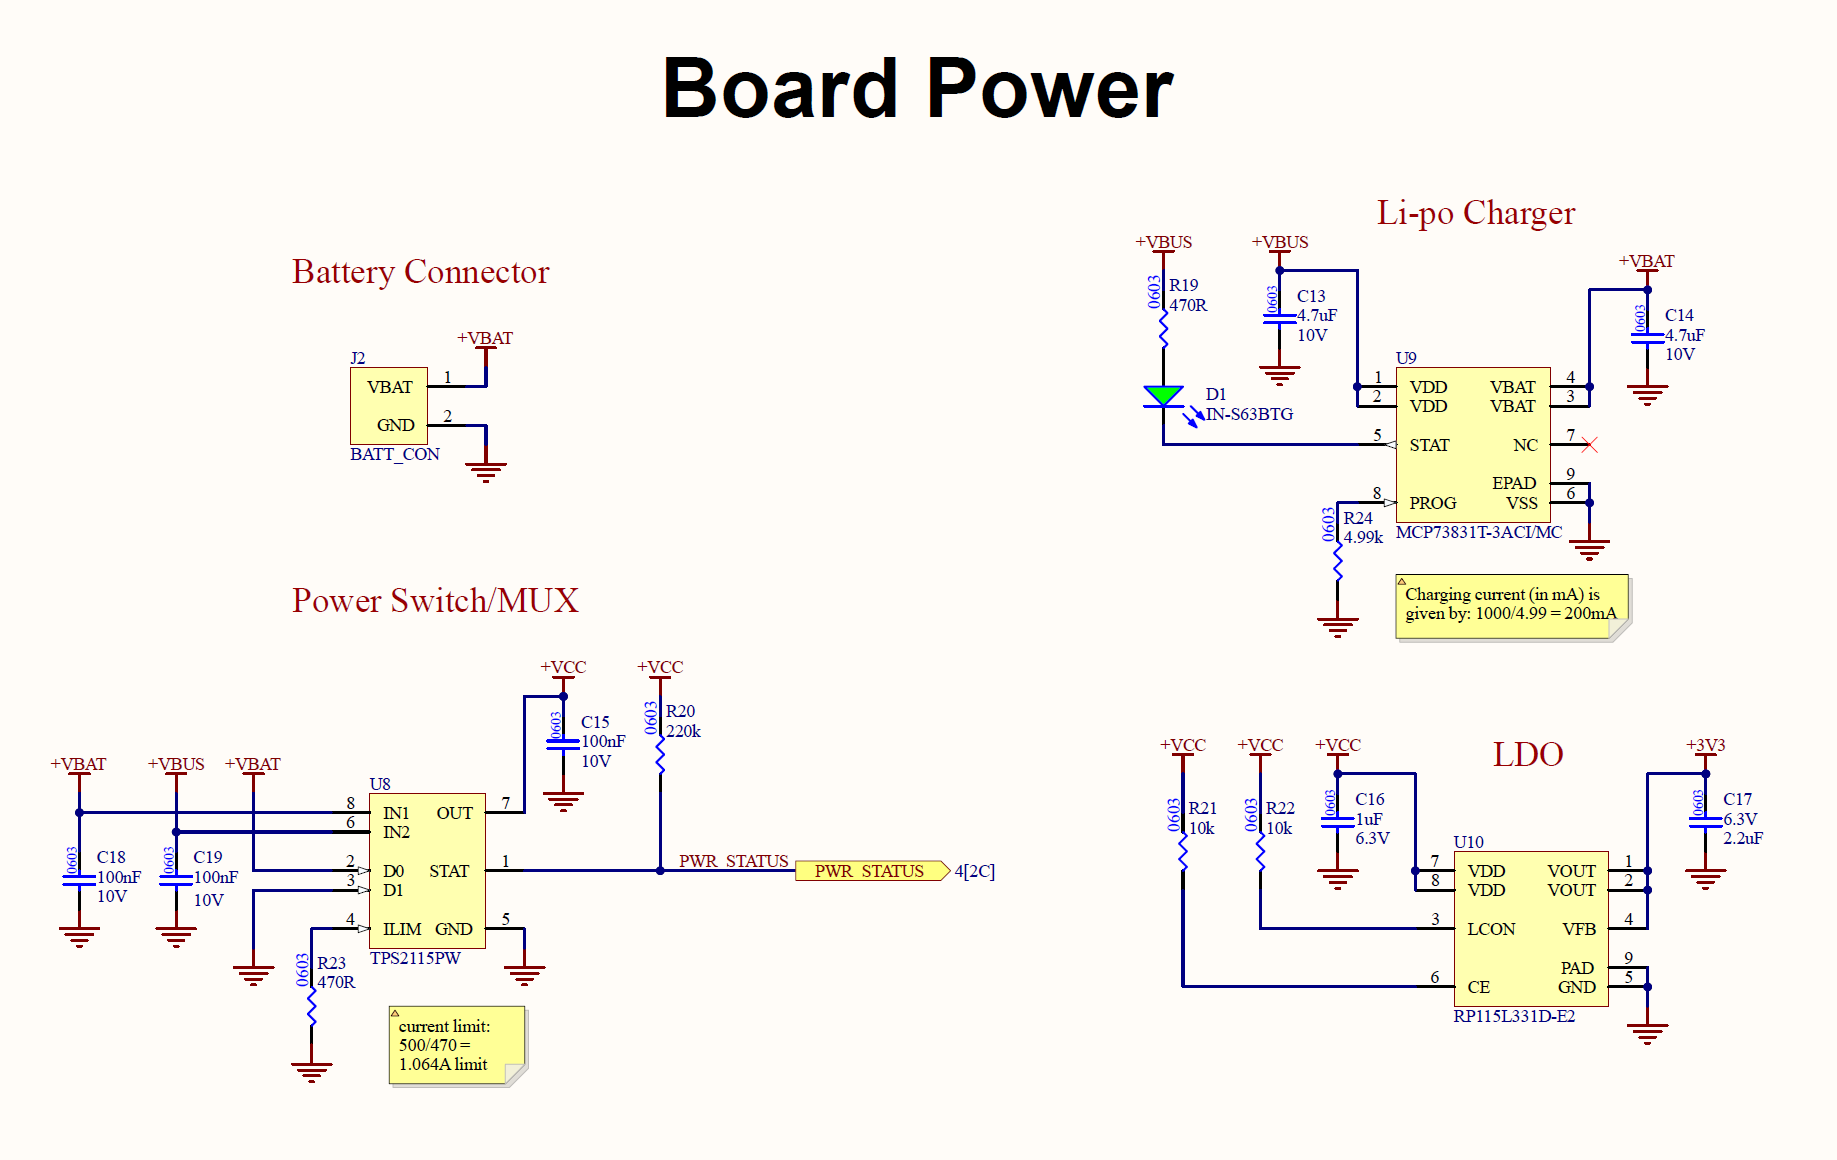 Board Power
Battery Connector
+VBAT
J2
VBAT
1
GND
2
BATT_CON
Li-po Charger
+VBUS
0603
R19
470R
D1
IN-S63BTG
+VBUS
0603
C13
4.7uF
10V
+VBAT
0603
C14
4.7uF
10V
U9
1
VDD
VBAT
4
2
VDD
VBAT
3
5
STAT
NC
7
EPAD
9
8
PROG
VSS
6
MCP73831T-3ACI/MC
0603
R24
4.99k
Charging current (in mA) is
given by: 1000/4.99 = 200mA
Power Switch/MUX
+VCC
0603
C15
100nF
10V
+VCC
0603
R20
220k
+VBAT
+VBUS
+VBAT
0603
C18
100nF
10V
0603
C19
100nF
10V
U8
8
IN1
OUT
7
6
IN2
2
D0
STAT
1
3
D1
4
ILIM
GND
5
TPS2115PW
PWR_STATUS
PWR_STATUS
4[2C]
0603
R23
470R
current limit:
500/470 =
1.064A limit
LDO
+VCC
+VCC
+VCC
+3V3
0603
R21
10k
0603
R22
10k
0603
C16
1uF
6.3V
0603
C17
6.3V
2.2uF
U10
7
VDD
VOUT
1
8
VDD
VOUT
2
3
LCON
VFB
4
PAD
9
6
CE
GND
5
RP115L331D-E2